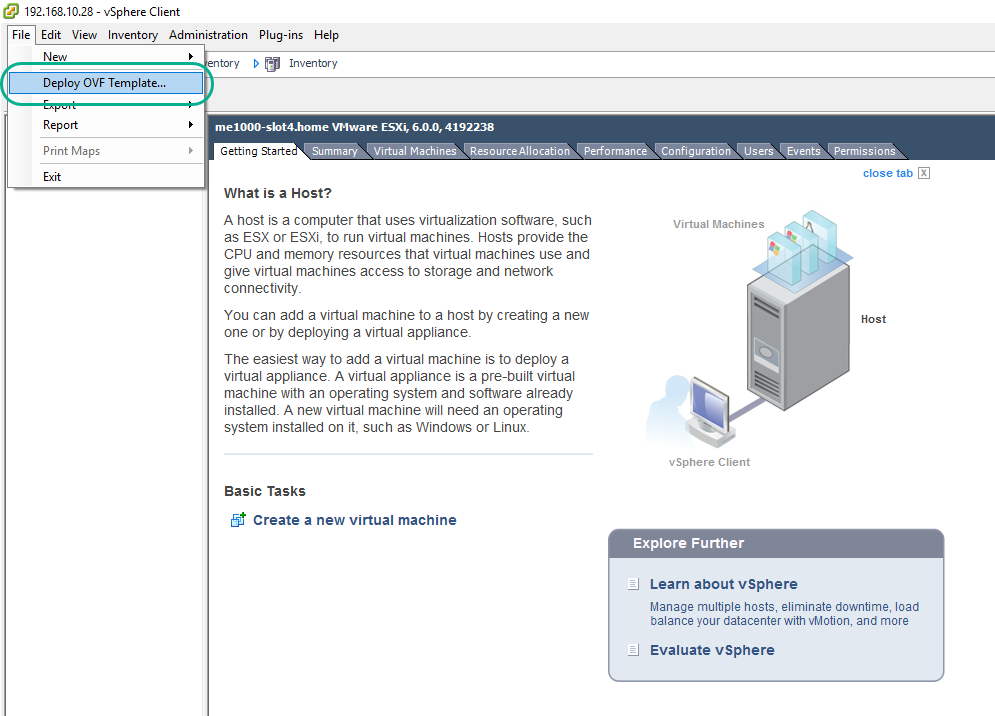 192.168.10.28 - vSphere Client
File Edit View Inventory Administration Plug-ins Help
New
ventory Inventory
Deploy OVF Template...
Export
Report
Print Maps
Exit
me1000-slot4.home VMware ESXi, 6.0.0, 4192238
Getting Started Summary Virtual Machines Resource Allocation Performance Configuration Users Events Permissions
close tab X
What is a Host?
A host is a computer that uses virtualization software, such
as ESX or ESXi, to run virtual machines. Hosts provide the
CPU and memory resources that virtual machines use and
give virtual machines access to storage and network
connectivity.
You can add a virtual machine to a host by creating a new
one or by deploying a virtual appliance.
The easiest way to add a virtual machine is to deploy a
virtual appliance. A virtual appliance is a pre-built virtual
machine with an operating system and software already
installed. A new virtual machine will need an operating
system installed on it, such as Windows or Linux.
Virtual Machines
Host
vSphere Client
Basic Tasks
Create a new virtual machine
Explore Further
Learn about vSphere
Manage multiple hosts, eliminate downtime, load
balance your datacenter with vMotion, and more
Evaluate vSphere